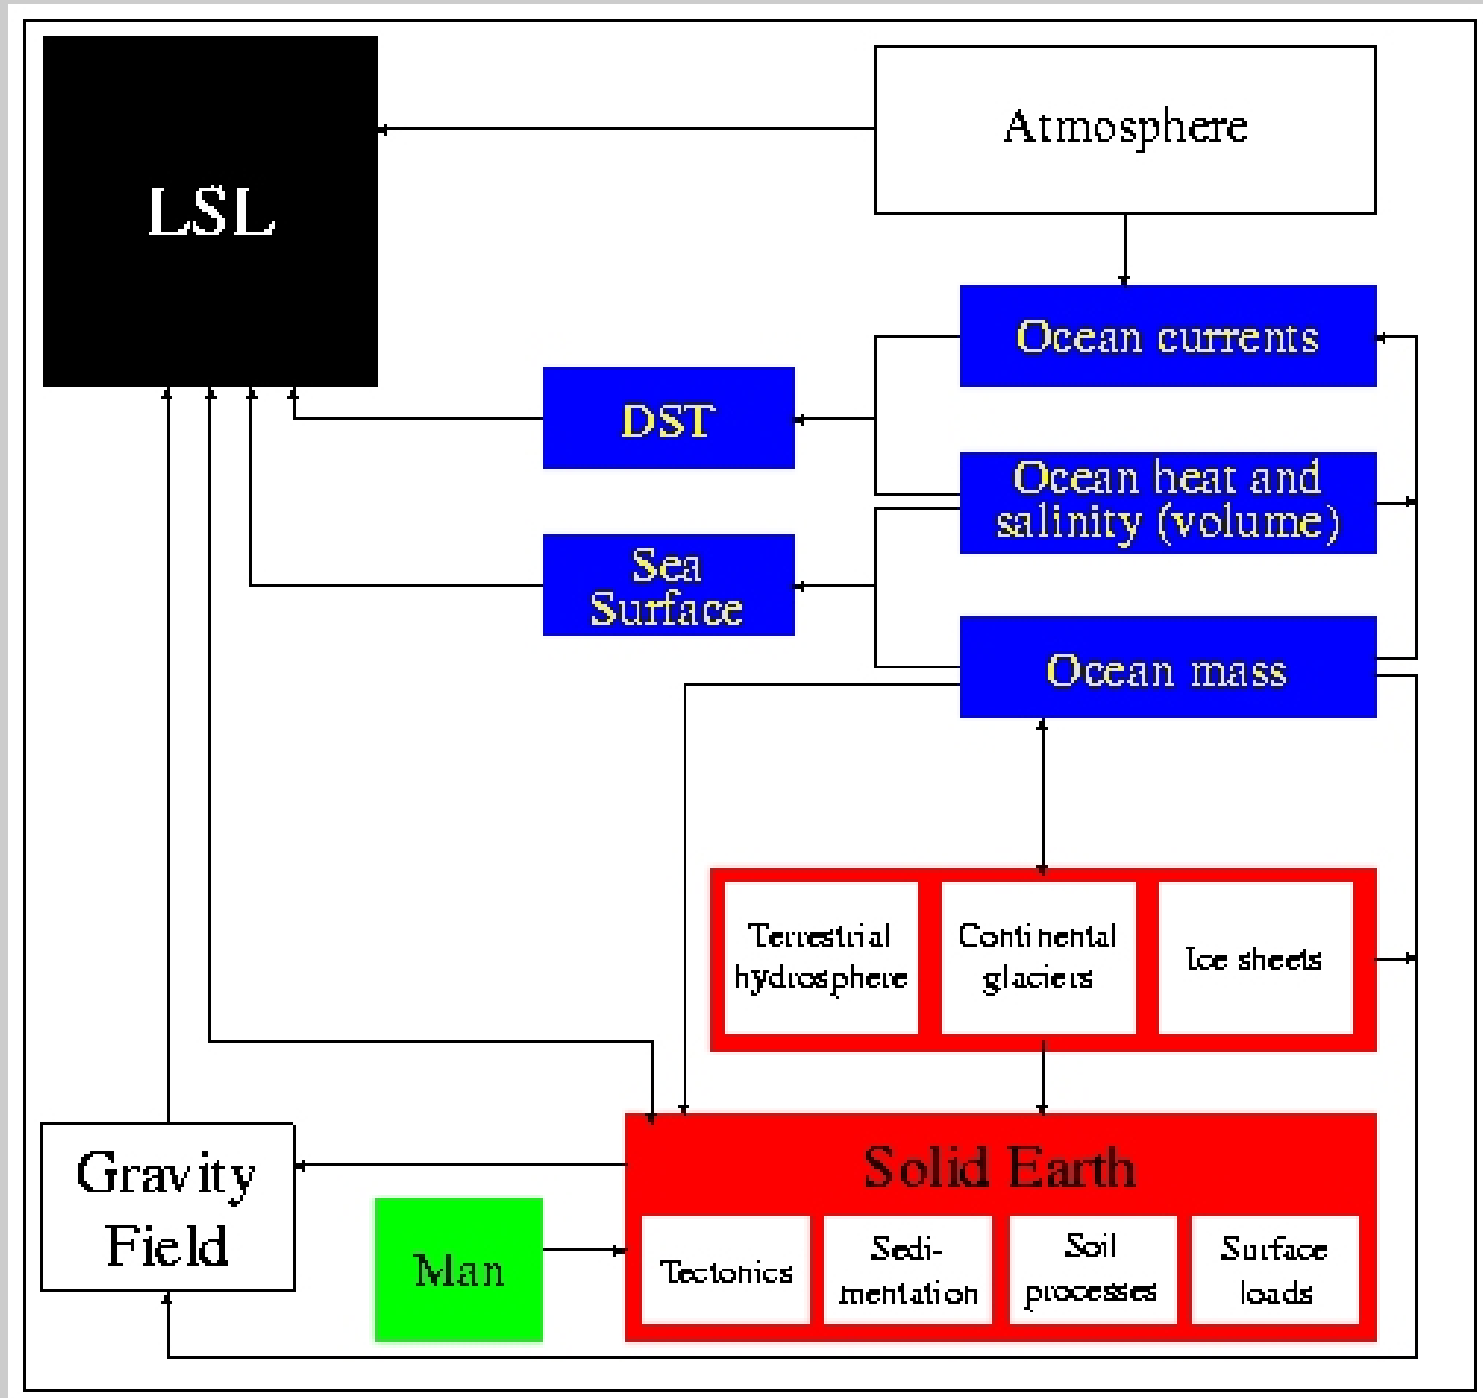 LSL
Atmosphere
Ocean currents
DST
Ocean heat and
salinity (volume)
Sea
Surface
Ocean mass
Terrestrial
hydrosphere
Continental
glaciers
Ice sheets
Gravity
Field
Man
Solid Earth
Tectonics
Sedi-
mentation
Soil
processes
Surface
loads